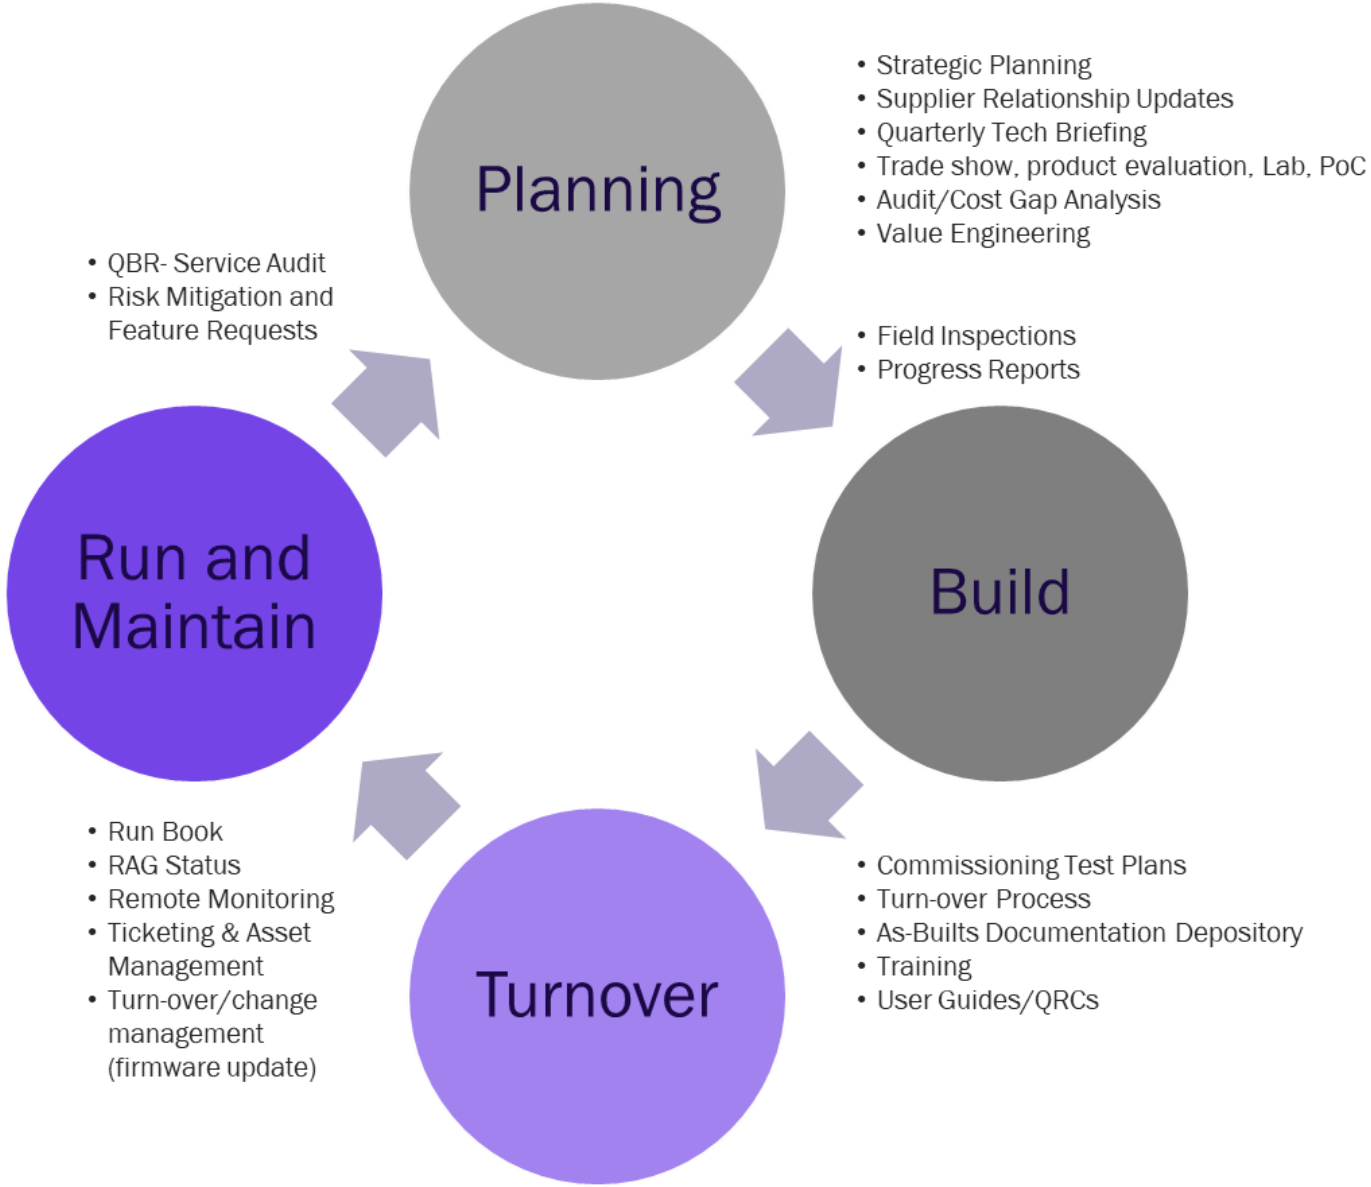 Planning
• Strategic Planning
• Supplier Relationship Updates
• Quarterly Tech Briefing
• Trade show, product evaluation, Lab, PoC
• Audit/Cost Gap Analysis
• Value Engineering
• Field Inspections
• Progress Reports
Build
• Commissioning Test Plans
• Turn-over Process
• As-Builts Documentation Depository
• Training
• User Guides/QRCs
Turnover
• Run Book
• RAG Status
• Remote Monitoring
• Ticketing & Asset
Management
• Turn-over/change
management
(firmware update)
Run and
Maintain
• QBR- Service Audit
• Risk Mitigation and
Feature Requests